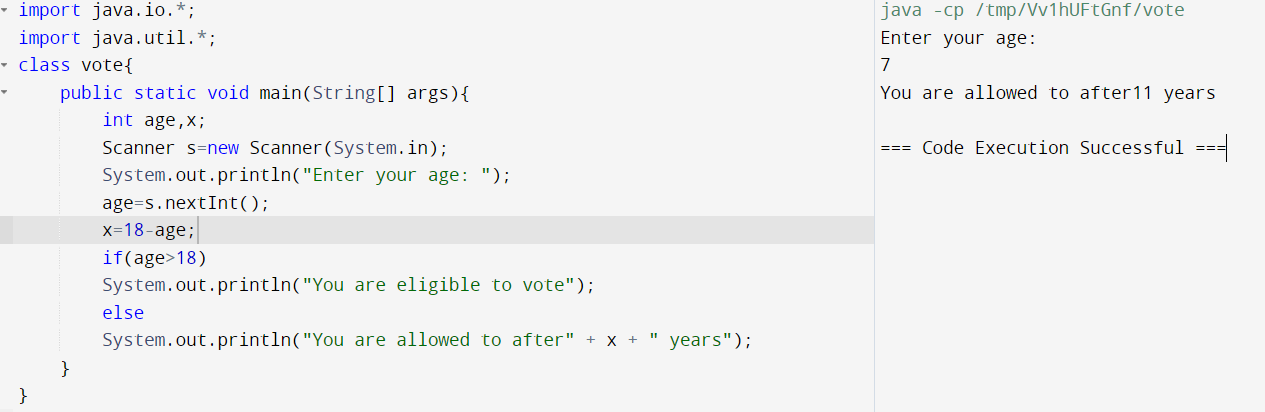 import java.io.*;
import java.util.*;
class vote{
public static void main(String[] args){
int age,x;
Scanner s=new Scanner(System.in);
System.out.println("Enter your age: ");
age=s.nextInt();
x=18-age;
if(age>18)
System.out.println("You are eligible to vote");
else
System.out.println("You are allowed to after" + x + " years");
}
}
java -cp /tmp/Vv1hUFtGnf/vote
Enter your age:
7
You are allowed to after11 years
=== Code Execution Successful ===